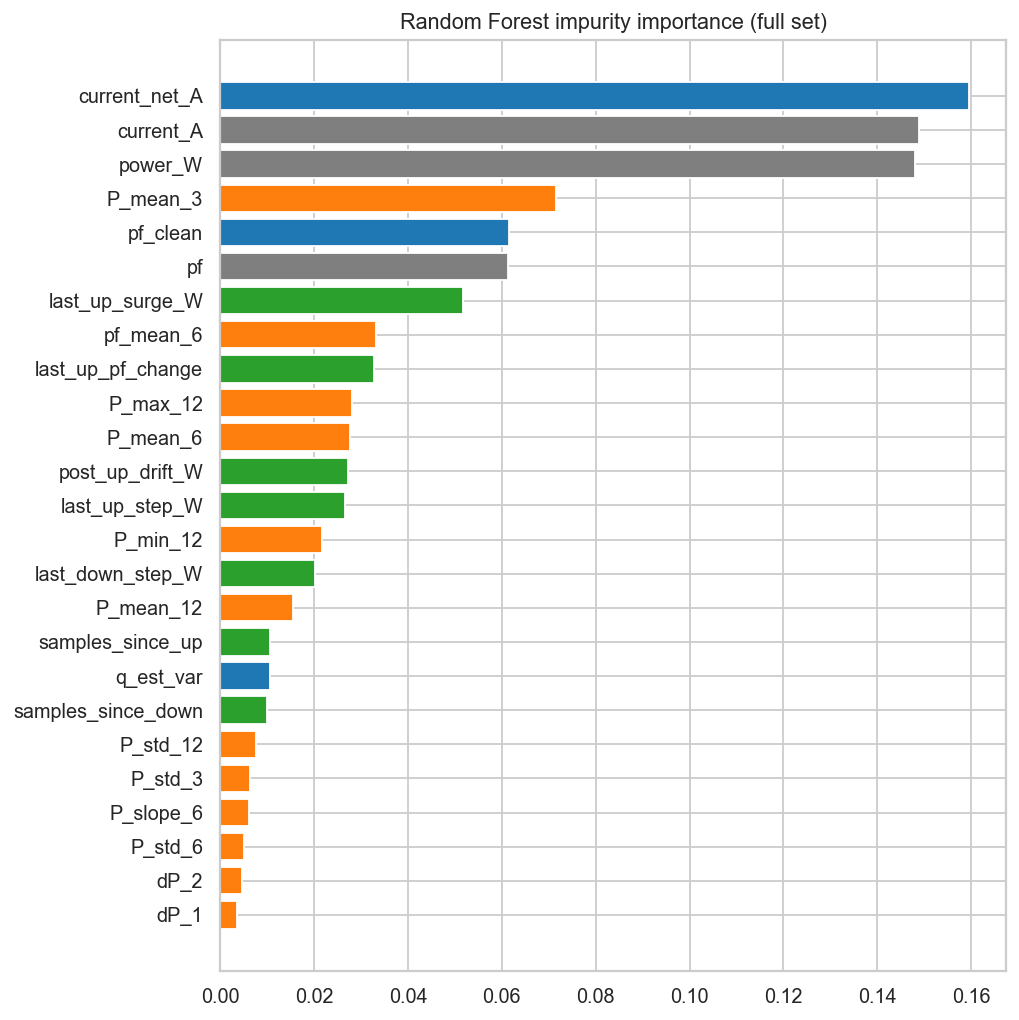 Random Forest impurity importance (full set)
current_net_A
current_A
power_W
P_mean_3
pf_clean
pf
last_up_surge_W
pf_mean_6
last_up_pf_change
P_max_12
P_mean_6
post_up_drift_W
last_up_step_W
P_min_12
last_down_step_W
P_mean_12
samples_since_up
q_est_var
samples_since_down
P_std_12
P_std_3
P_slope_6
P_std_6
dP_2
dP_1
0.00 0.02 0.04 0.06 0.08 0.10 0.12 0.14 0.16